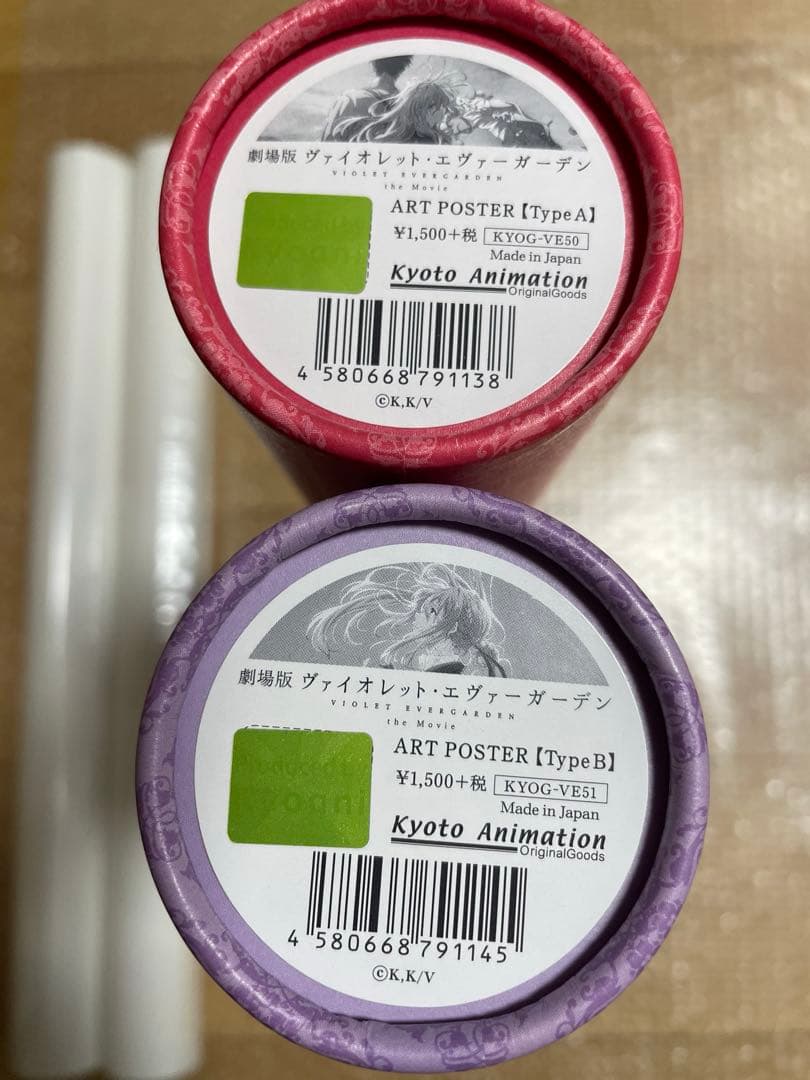 劇場版 ヴァイオレット・エヴァーガーデン
VIOLET EVERGARDEN
the Movie
ART POSTER【TypeA】
¥1,500+税 KYOG-VE50
Made in Japan
Kyoto Animation
OriginalGoods
4 580668 791138
©K.K/V
劇場版 ヴァイオレット・エヴァーガーデン
VIOLET EVERGARDEN
the Movie
ART POSTER【TypeB】
Produced b
¥1,500+税 KYOG-VE51
Made in Japan
Kyoto Animation
OriginalGoods
4 580668 791145
©K.K/V